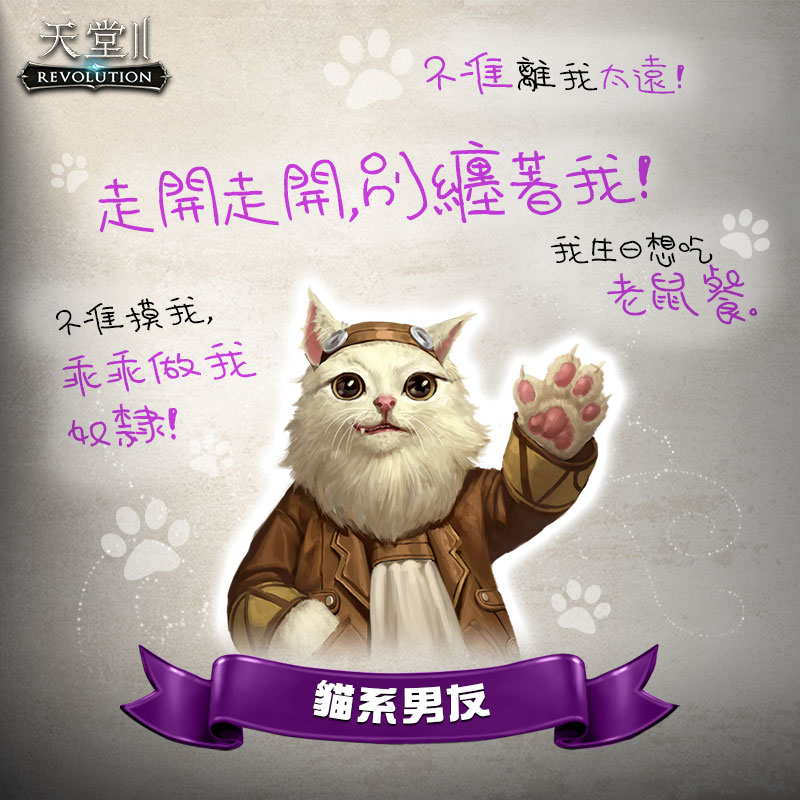 天堂II
REVOLUTION
不准離我太遠!
走開走開,別纏著我!
我生日想吃
老鼠餐。
不准摸我,
乖乖做我
奴隸!
貓系男友